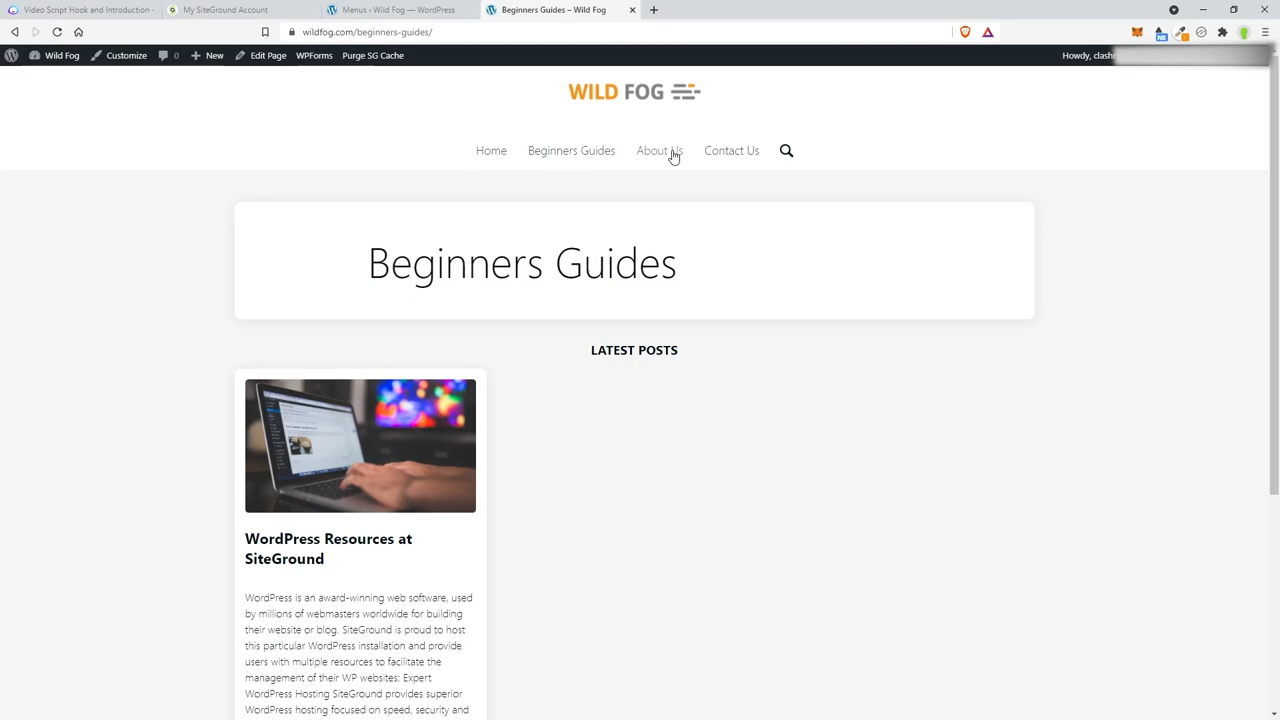 Video Script Hook and Introduction -
My SiteGround Account
Menus ‹ Wild Fog — WordPress
Beginners Guides – Wild Fog
wildfog.com/beginners-guides/
Wild Fog
Customize
0
New
Edit Page
WPForms
Purge SG Cache
Howdy,
WILD FOG
Home
Beginners Guides
About Us
Contact Us
Beginners Guides
LATEST POSTS
WordPress Resources at
SiteGround
WordPress is an award-winning web software, used
by millions of webmasters worldwide for building
their website or blog. SiteGround is proud to host
this particular WordPress installation and provide
users with multiple resources to facilitate the
management of their WP websites: Expert
WordPress Hosting SiteGround provides superior
WordPress hosting focused on speed, security and